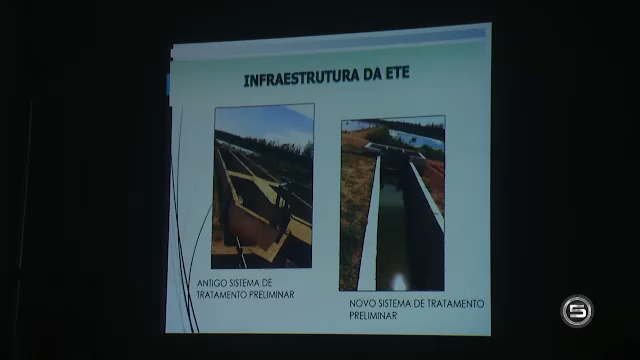 INFRAESTRUTURA DA ETE
ANTIGO SISTEMA DE
TRATAMENTO PRELIMINAR
NOVO SISTEMA DE TRATAMENTO
PRELIMINAR
S